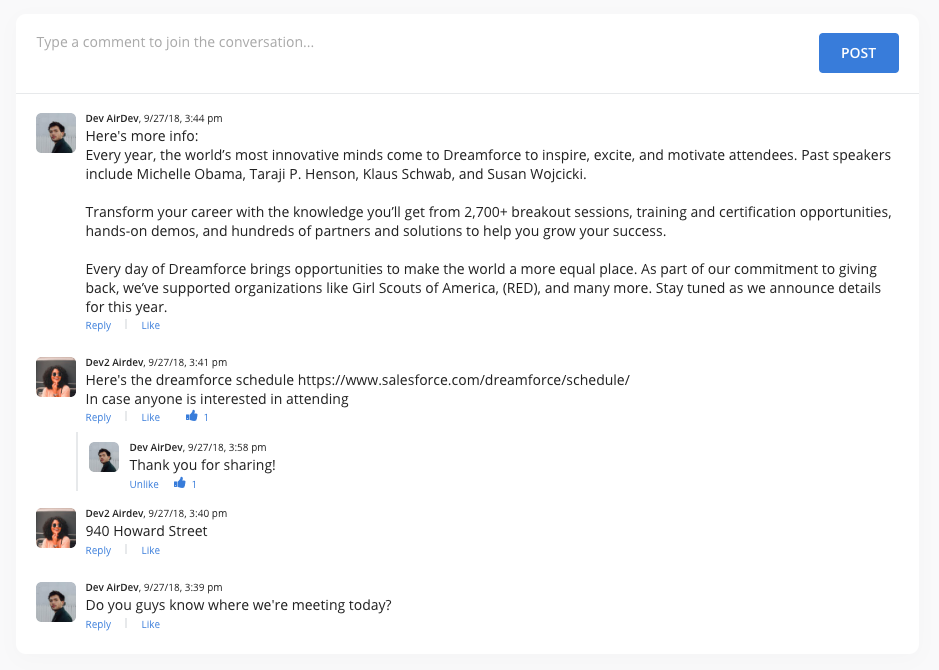 Type a comment to join the conversation...
POST
Dev AirDev, 9/27/18, 3:44 pm
Here's more info:
Every year, the world’s most innovative minds come to Dreamforce to inspire, excite, and motivate attendees. Past speakers
include Michelle Obama, Taraji P. Henson, Klaus Schwab, and Susan Wojcicki.
Transform your career with the knowledge you’ll get from 2,700+ breakout sessions, training and certification opportunities,
hands-on demos, and hundreds of partners and solutions to help you grow your success.
Every day of Dreamforce brings opportunities to make the world a more equal place. As part of our commitment to giving
back, we’ve supported organizations like Girl Scouts of America, (RED), and many more. Stay tuned as we announce details
for this year.
Reply | Like
Dev2 Airdev, 9/27/18, 3:41 pm
Here's the dreamforce schedule https://www.salesforce.com/dreamforce/schedule/
In case anyone is interested in attending
Reply | Like 1
Dev AirDev, 9/27/18, 3:58 pm
Thank you for sharing!
Unlike 1
Dev2 Airdev, 9/27/18, 3:40 pm
940 Howard Street
Reply | Like
Dev AirDev, 9/27/18, 3:39 pm
Do you guys know where we're meeting today?
Reply | Like